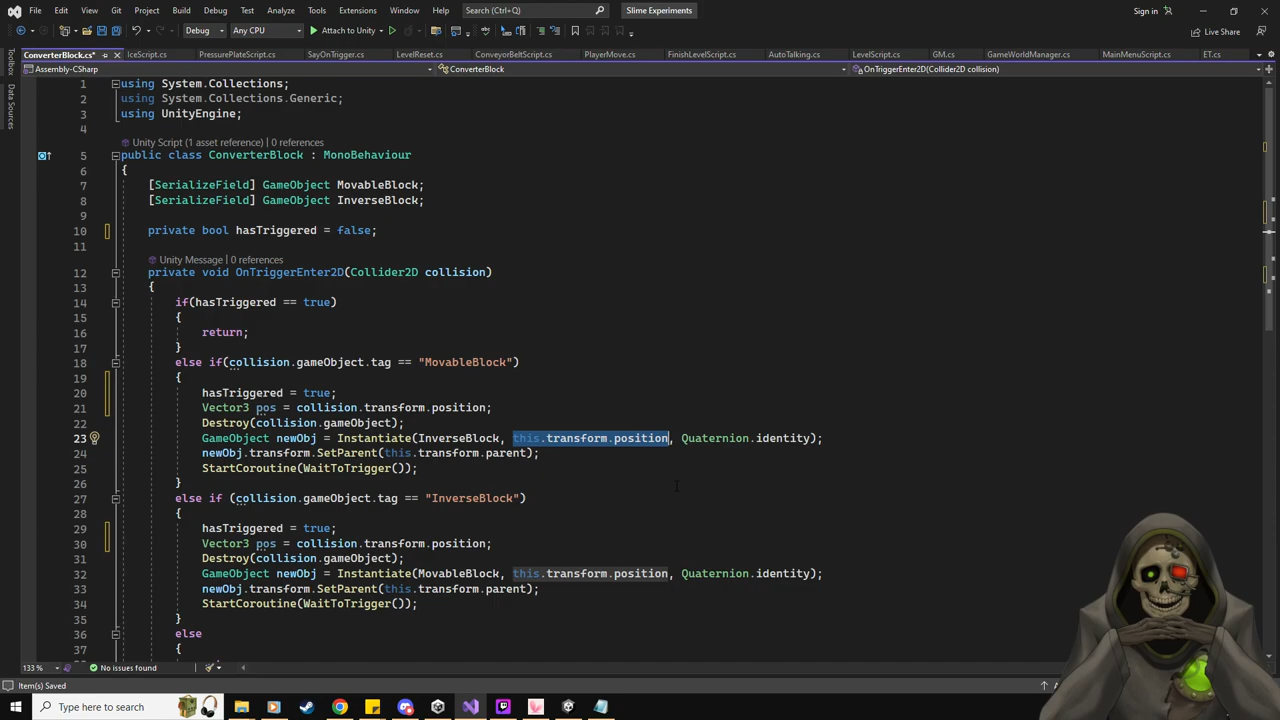 File Edit View Git Project Build Debug Test Analyze Tools Extensions Window Help Search (Ctrl+Q) Slime Experiments Sign in
Debug Any CPU Attach to Unity Live Share
ConverterBlock.cs* IceScript.cs PressurePlateScript.cs SayOnTrigger.cs LevelReset.cs ConveyorBeltScript.cs PlayerMove.cs FinishLevelScript.cs AutoTalking.cs LevelScript.cs GM.cs GameWorldManager.cs MainMenuScript.cs ET.cs
Assembly-CSharp ConverterBlock OnTriggerEnter2D(Collider2D collision)
Toolbox
Data Sources
1 using System.Collections;
2 using System.Collections.Generic;
3 using UnityEngine;
4
Unity Script (1 asset reference) | 0 references
5 public class ConverterBlock : MonoBehaviour
6 {
7 [SerializeField] GameObject MovableBlock;
8 [SerializeField] GameObject InverseBlock;
9
10 private bool hasTriggered = false;
11
Unity Message | 0 references
12 private void OnTriggerEnter2D(Collider2D collision)
13 {
14 if(hasTriggered == true)
15 {
16 return;
17 }
18 else if(collision.gameObject.tag == "MovableBlock")
19 {
20 hasTriggered = true;
21 Vector3 pos = collision.transform.position;
22 Destroy(collision.gameObject);
23 GameObject newObj = Instantiate(InverseBlock, this.transform.position, Quaternion.identity);
24 newObj.transform.SetParent(this.transform.parent);
25 StartCoroutine(WaitToTrigger());
26 }
27 else if (collision.gameObject.tag == "InverseBlock")
28 {
29 hasTriggered = true;
30 Vector3 pos = collision.transform.position;
31 Destroy(collision.gameObject);
32 GameObject newObj = Instantiate(MovableBlock, this.transform.position, Quaternion.identity);
33 newObj.transform.SetParent(this.transform.parent);
34 StartCoroutine(WaitToTrigger());
35 }
36 else
37 {
133 % No issues found
Item(s) Saved
Type here to search